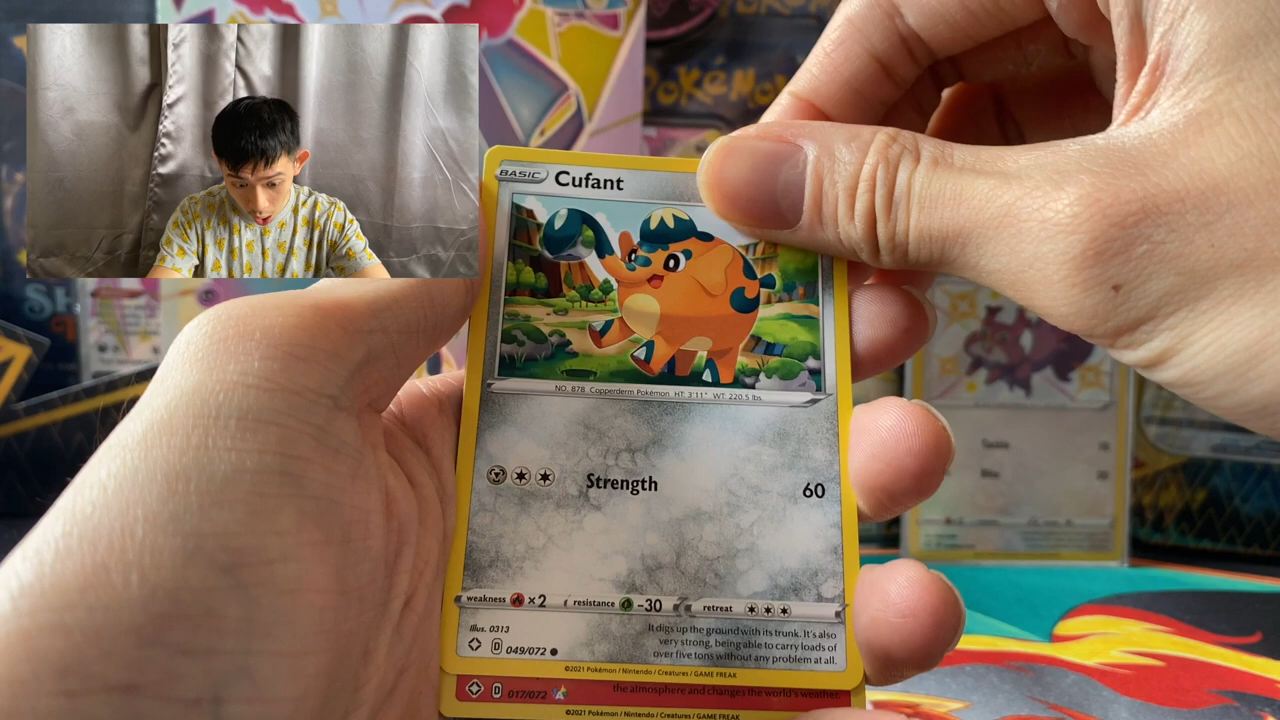 POKÉMON
BASIC Cufant
NO. 878 Copperderm Pokémon HT: 3'11" WT: 220.5 lbs.
Strength 60
weakness ×2 resistance -30 retreat
Illus. 0313
It digs up the ground with its trunk. It's also
very strong, being able to carry loads of
over five tons without any problem at all.
D 049/072
©2021 Pokémon / Nintendo / Creatures / GAME FREAK
D 017/072
the atmosphere and changes the world's weather.
©2021 Pokémon / Nintendo / Creatures / GAME FREAK